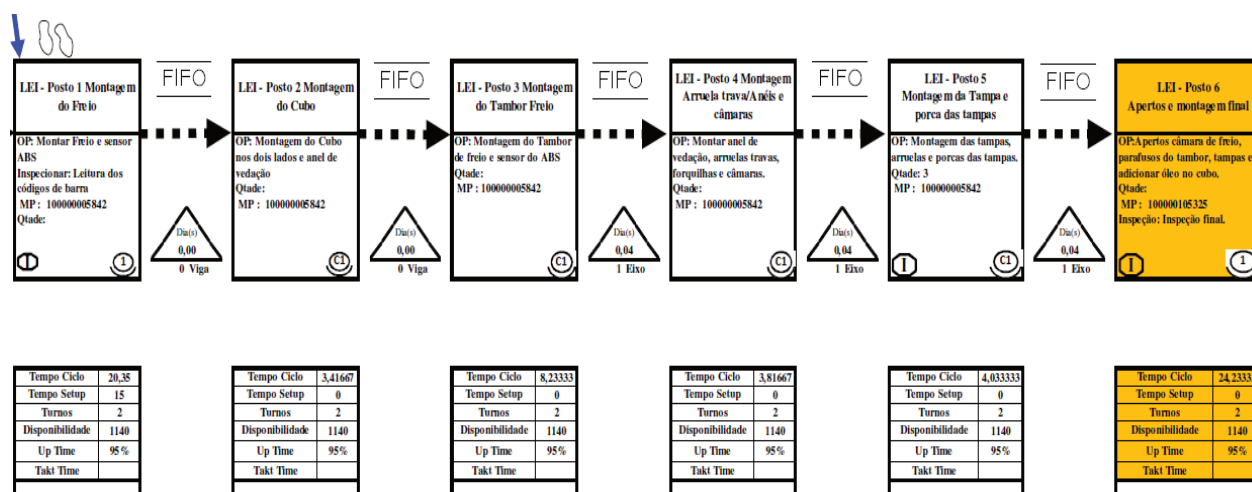 LEI - Posto 1 Montagem
do Freio
OP: Montar Freio e sensor
ABS
Inspecionar: Leitura dos
códigos de barra
MP : 100000005842
Qtade:
I
1
FIFO
Dia(s)
0,00
0 Viga
LEI - Posto 2 Montagem
do Cubo
OP: Montagem do Cubo
nos dois lados e anel de
vedação
Qtade:
MP : 100000005842
C1
FIFO
Dia(s)
0,00
0 Viga
LEI - Posto 3 Montagem
do Tambor Freio
OP: Montagem do Tambor
de freio e sensor do ABS
Qtade:
MP : 100000005842
C1
FIFO
Dia(s)
0,04
1 Eixo
LEI - Posto 4 Montagem
Arruela trava/Anéis e
câmaras
OP: Montar anel de
vedação, arruelas travas,
forquilhas e câmaras.
Qtade:
MP : 100000005842
C1
FIFO
Dia(s)
0,04
1 Eixo
LEI - Posto 5
Montagem da Tampa e
porca das tampas
OP: Montagem das tampas,
arruelas e porcas das tampas.
Qtade: 3
MP : 100000005842
I
C1
FIFO
Dia(s)
0,04
1 Eixo
LEI - Posto 6
Apertos e montagem final
OP:Apertos câmara de freio,
parafusos do tambor, tampas e
adicionar óleo no cubo.
Qtade:
MP : 100000105325
Inspeção: Inspeção final.
I
1
Tempo Ciclo 20,35
Tempo Setup 15
Turnos 2
Disponibilidade 1140
Up Time 95%
Takt Time
Tempo Ciclo 3,41667
Tempo Setup 0
Turnos 2
Disponibilidade 1140
Up Time 95%
Takt Time
Tempo Ciclo 8,23333
Tempo Setup 0
Turnos 2
Disponibilidade 1140
Up Time 95%
Takt Time
Tempo Ciclo 3,81667
Tempo Setup 0
Turnos 2
Disponibilidade 1140
Up Time 95%
Takt Time
Tempo Ciclo 4,033333
Tempo Setup 0
Turnos 2
Disponibilidade 1140
Up Time 95%
Takt Time
Tempo Ciclo 24,23333
Tempo Setup 0
Turnos 2
Disponibilidade 1140
Up Time 95%
Takt Time